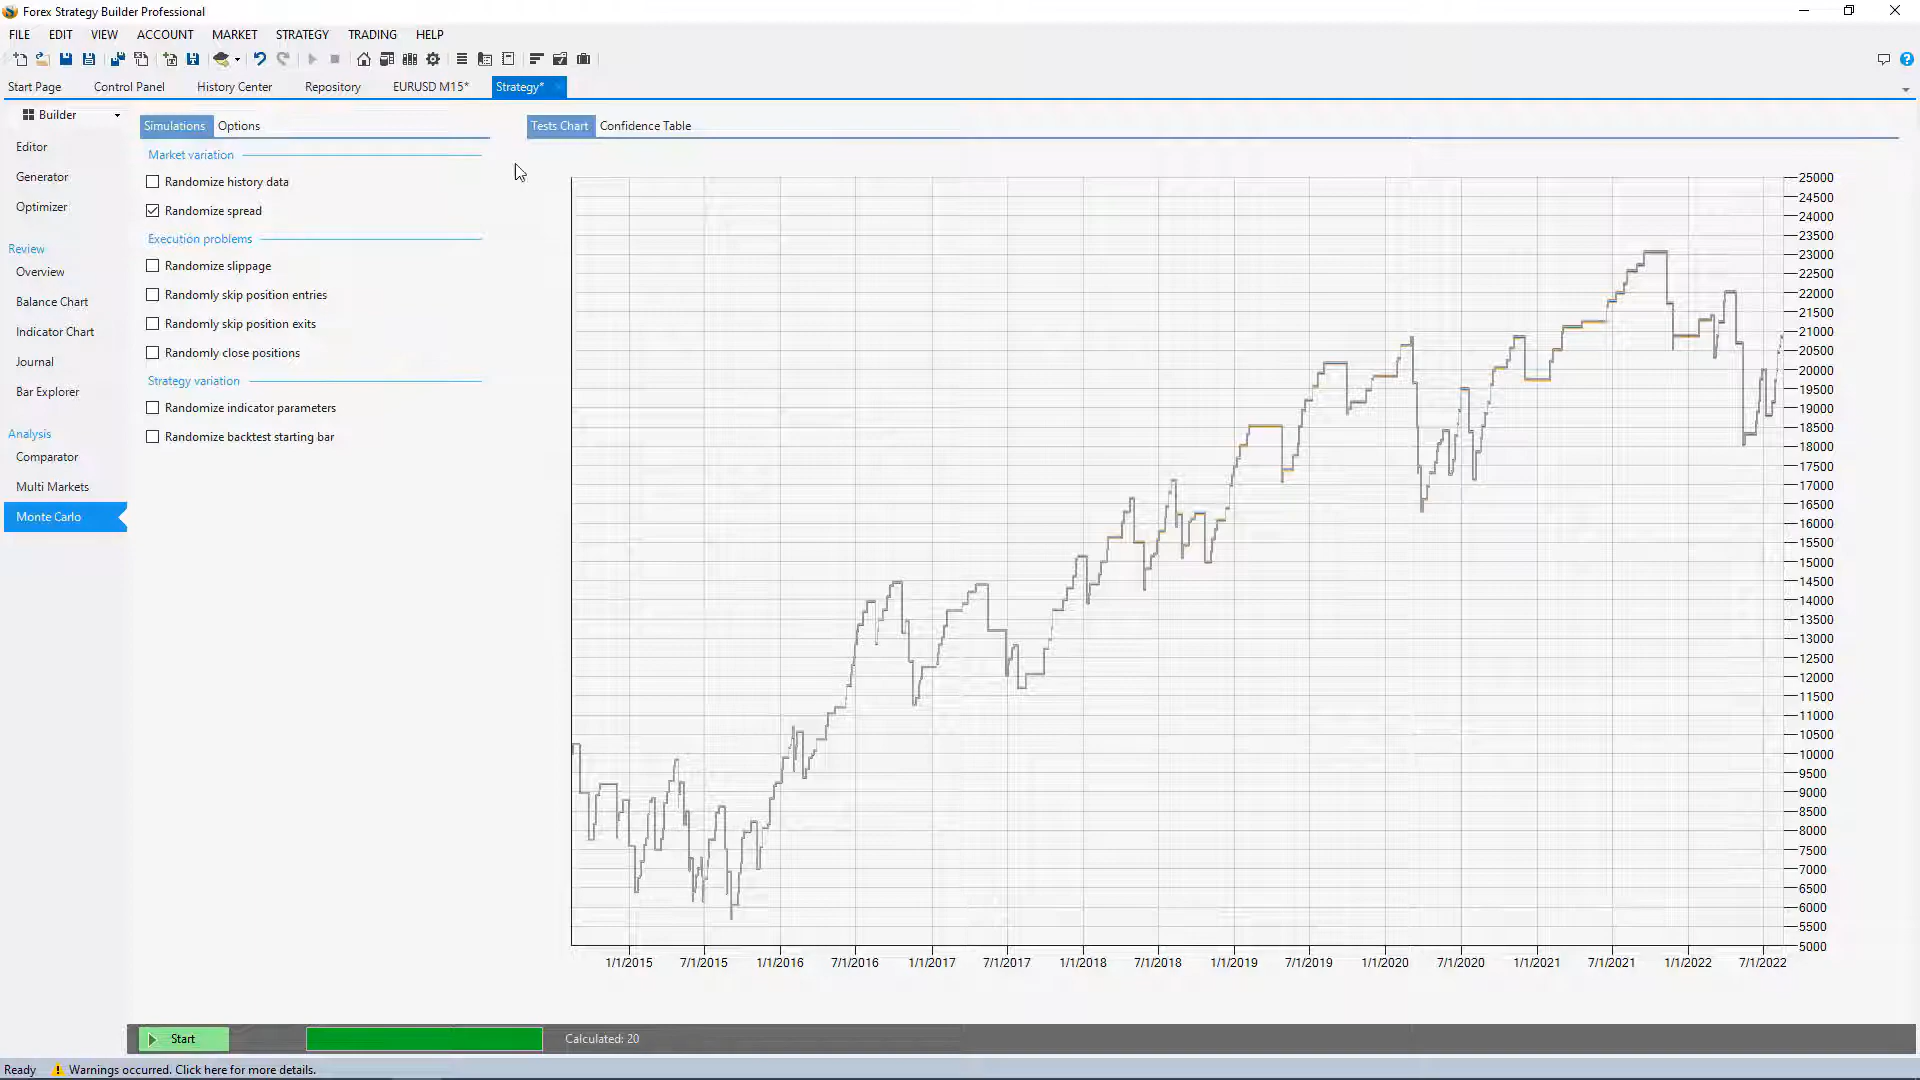 Forex Strategy Builder Professional
FILE EDIT VIEW ACCOUNT MARKET STRATEGY TRADING HELP
Start Page Control Panel History Center Repository EURUSD M15* Strategy*
Builder
Editor
Generator
Optimizer
Review
Overview
Balance Chart
Indicator Chart
Journal
Bar Explorer
Analysis
Comparator
Multi Markets
Monte Carlo
Simulations Options
Market variation
Randomize history data
Randomize spread
Execution problems
Randomize slippage
Randomly skip position entries
Randomly skip position exits
Randomly close positions
Strategy variation
Randomize indicator parameters
Randomize backtest starting bar
Tests Chart Confidence Table
25000
24500
24000
23500
23000
22500
22000
21500
21000
20500
20000
19500
19000
18500
18000
17500
17000
16500
16000
15500
15000
14500
14000
13500
13000
12500
12000
11500
11000
10500
10000
9500
9000
8500
8000
7500
7000
6500
6000
5500
5000
1/1/2015 7/1/2015 1/1/2016 7/1/2016 1/1/2017 7/1/2017 1/1/2018 7/1/2018 1/1/2019 7/1/2019 1/1/2020 7/1/2020 1/1/2021 7/1/2021 1/1/2022 7/1/2022
Start Calculated: 20
Ready Warnings occurred. Click here for more details.